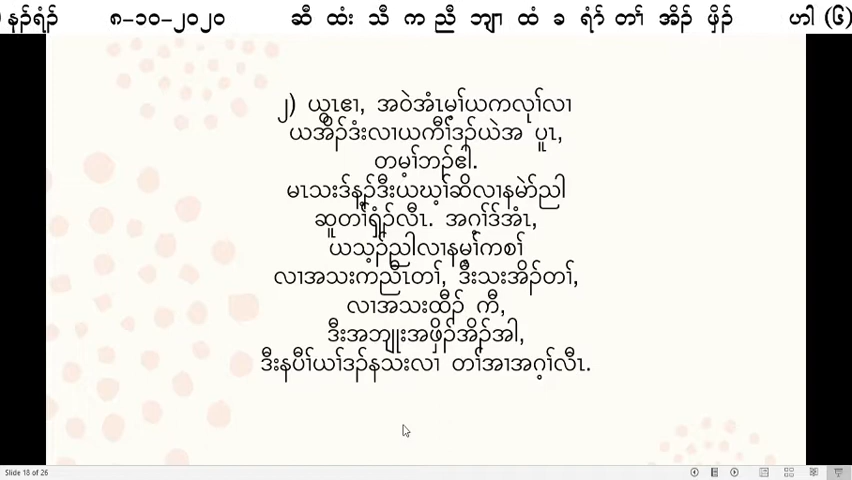 နၣ်ရံၣ် ၈-၁၀-၂၀၂၀ ဆီ ထံး သီ က ညီ ဘျာ ထံ ခ ရံာ် တၢ် အိၣ် ဖှိၣ် ဟါ (၆)
၂) ယွၤဧၢ, အဝဲအံၤမ့ၢ်ယကလုၢ်လၢ
ယအိၣ်ဒံးလၢယကီၢ်ဒၣ်ယဲအ ပူၤ,
တမ့ၢ်ဘၣ်ဧါ.
မၤသးဒ်န့ၣ်ဒီးယဃ့ၢ်ဆိလၢနမဲာ်ညါ
ဆူတၢ်ရှံၣ်လီၤ. အဂ့ၢ်ဒ်အံၤ,
ယသ့ၣ်ညါလၢနမ့ၢ်ကစၢ်
လၢအသးကညီၤတၢ်, ဒီးသးအိၣ်တၢ်,
လၢအသးထီၣ် ကီ,
ဒီးအဘျုးအဖှိၣ်အိၣ်အါ,
ဒီးနပီၢ်ယၢ်ဒၣ်နသးလၢ တၢ်အၢအဂ့ၢ်လီၤ.
Slide 18 of 26